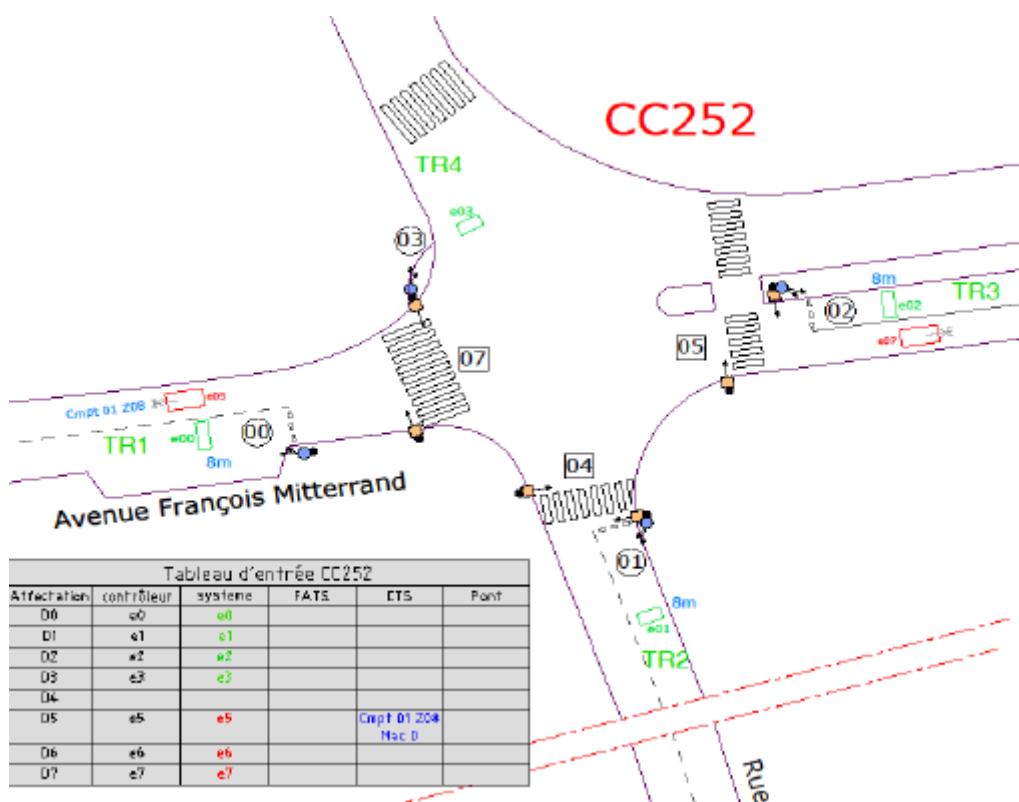 CC252
TR4
e03
03
8m
TR3
e02
02
e07
05
07
Cmpt 01 Z08
e05
TR1
e00
00
8m
Avenue François Mitterrand
04
01
8m
e01
TR2
Rue
Tableau d'entrée CC252
Affectation contrôleur système FATS ETS Pont
D0 e0 e0
D1 e1 e1
D2 e2 e2
D3 e3 e3
D4
D5 e5 e5 Cmpt 01 Z08
Mac D
D6 e6 e6
D7 e7 e7